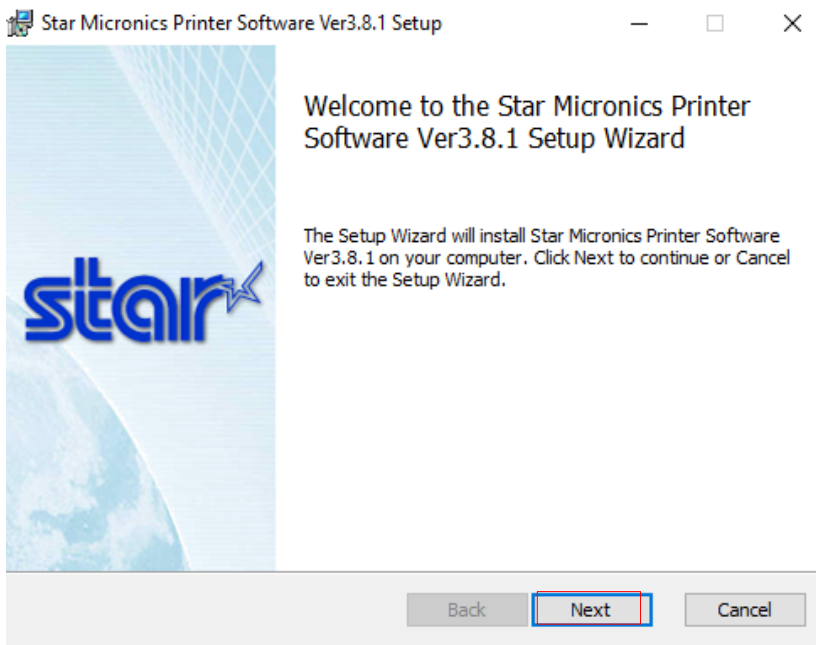 Star Micronics Printer Software Ver3.8.1 Setup
Welcome to the Star Micronics Printer
Software Ver3.8.1 Setup Wizard
The Setup Wizard will install Star Micronics Printer Software
Ver3.8.1 on your computer. Click Next to continue or Cancel
to exit the Setup Wizard.
star
Back
Next
Cancel